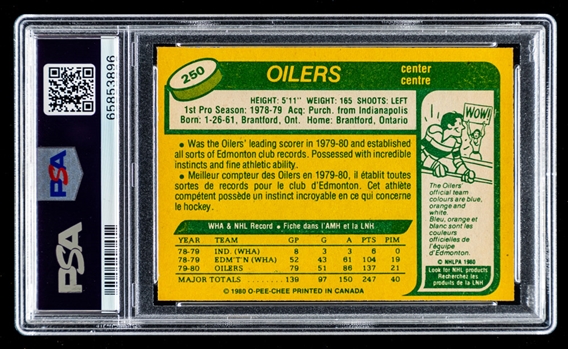 65853896
PSA
PSA
250
OILERS
center
centre
HEIGHT: 5'11" WEIGHT: 165 SHOOTS: LEFT
1st Pro Season: 1978-79 Acq: Purch. from Indianapolis
Born: 1-26-61 Brantford, Ont. Home: Brantford, Ontario
• Was the Oilers' leading scorer in 1979-80 and established
all sorts of Edmonton club records. Possessed with incredible
instincts and fine athletic ability.
• Meilleur compteur des Oilers en 1979-80, il établit toutes
sortes de records pour le club d'Edmonton. Cet athlète
compétent possède un instinct incroyable en ce qui concerne
le hockey.
WHA & NHL Record • Fiche dans l'AMH et la LNH
YEAR TEAM GP G A PTS PIM
78-79 IND. (WHA) 8 3 3 6 0
78-79 EDM'T'N (WHA) 52 43 61 104 19
79-80 OILERS 79 51 86 137 21
MAJOR TOTALS 139 97 150 247 40
© 1980 O-PEE-CHEE PRINTED IN CANADA
WOW!
The Oilers'
official team
colours are blue,
orange and
white.
Bleu, orange et
blanc sont les
couleurs
officielles de
l'équipe
d'Edmonton.
© NHLPA 1980
Look for NHL products
Recherchez les
produits de la LNH